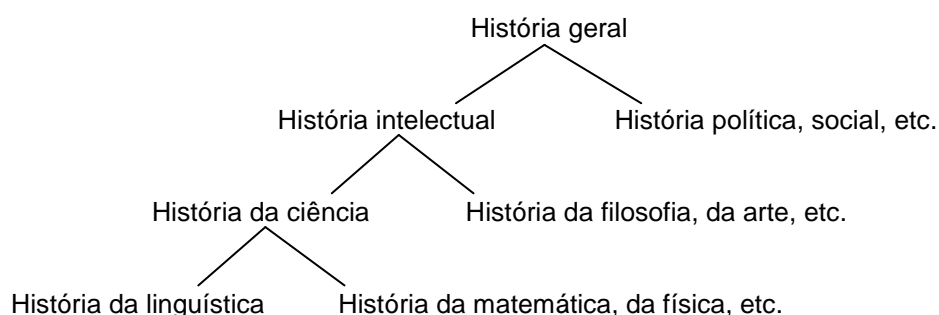 História geral
História intelectual História política, social, etc.
História da ciência História da filosofia, da arte, etc.
História da linguística História da matemática, da física, etc.